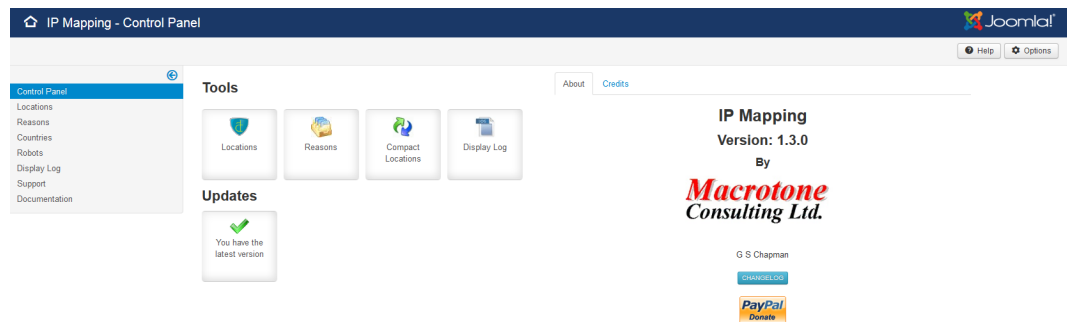 IP Mapping - Control Panel
Joomla!
Help
Options
Control Panel
Locations
Reasons
Countries
Robots
Display Log
Support
Documentation
Tools
Locations
Reasons
Compact
Locations
Display Log
Updates
You have the
latest version
About
Credits
IP Mapping
Version: 1.3.0
By
Macrotone
Consulting Ltd.
G S Chapman
CHANGELOG
PayPal
Donate